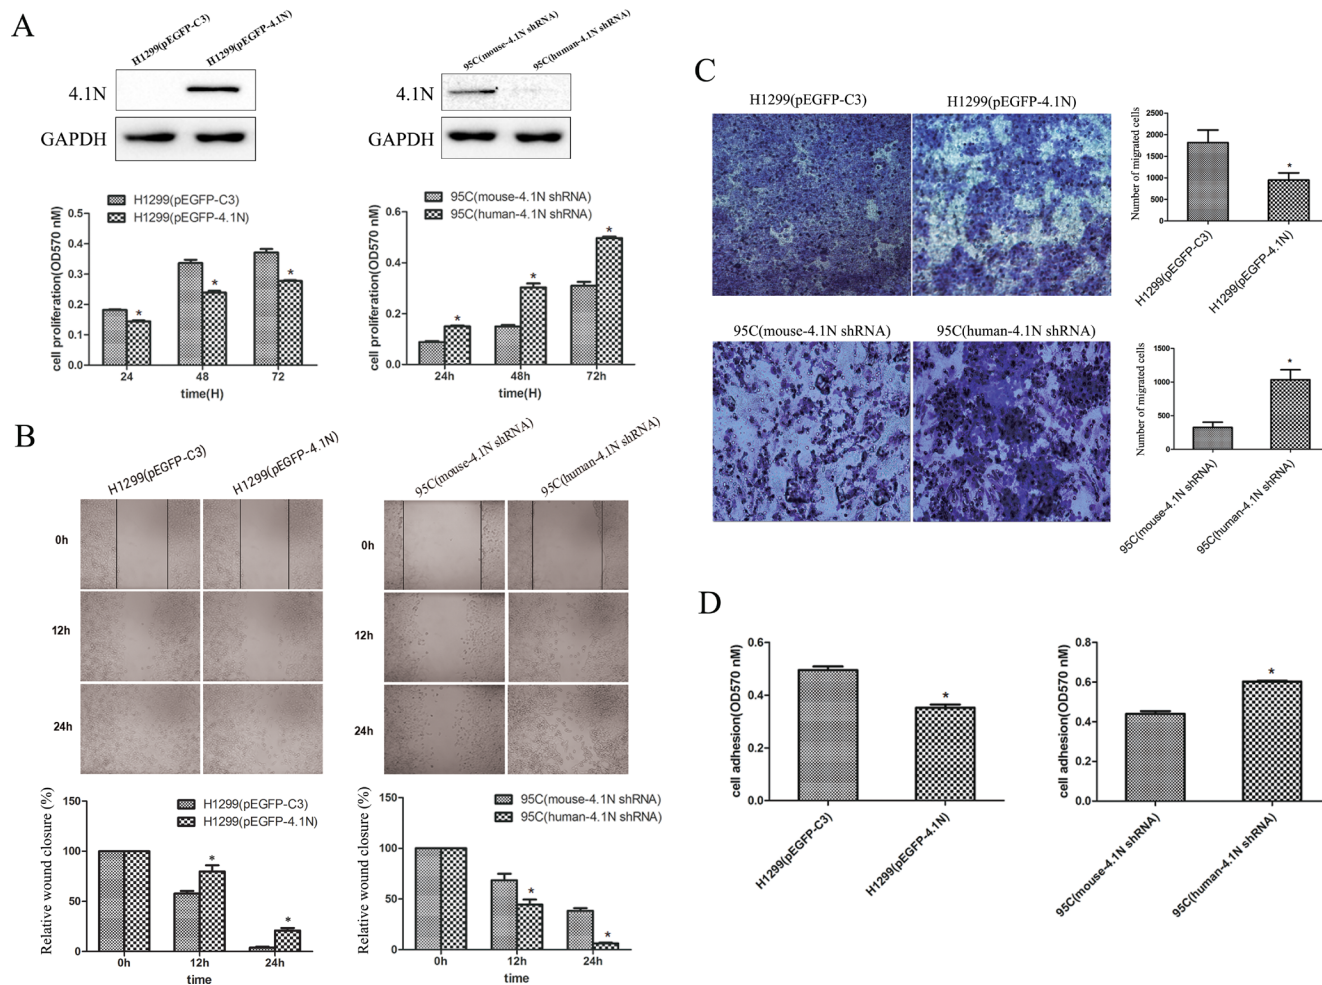 A
H1299(pEGFP-C3)
H1299(pEGFP-4.1N)
4.1N
GAPDH
95C(mouse-4.1N shRNA)
95C(human-4.1N shRNA)
4.1N
GAPDH
H1299(pEGFP-C3)
H1299(pEGFP-4.1N)
cell proliferation(OD570 nM)
0.5
0.4
0.3
0.2
0.1
0.0
* * *
24 48 72
time(H)
95C(mouse-4.1N shRNA)
95C(human-4.1N shRNA)
cell proliferation(OD570 nM)
0.6
0.4
0.2
0.0
* * *
24h 48h 72h
time(H)
B
H1299(pEGFP-C3)
H1299(pEGFP-4.1N)
0h
12h
24h
95C(mouse-4.1N shRNA)
95C(human-4.1N shRNA)
0h
12h
24h
H1299(pEGFP-C3)
H1299(pEGFP-4.1N)
Relative wound closure (%)
150
100
50
0
* *
0h 12h 24h
time
95C(mouse-4.1N shRNA)
95C(human-4.1N shRNA)
Relative wound closure (%)
150
100
50
0
* *
0h 12h 24h
time
C
H1299(pEGFP-C3)
H1299(pEGFP-4.1N)
Number of migrated cells
2500
2000
1500
1000
500
0
*
H1299(pEGFP-C3)
H1299(pEGFP-4.1N)
95C(mouse-4.1N shRNA)
95C(human-4.1N shRNA)
Number of migrated cells
1500
1000
500
0
*
95C(mouse-4.1N shRNA)
95C(human-4.1N shRNA)
D
cell adhesion(OD570 nM)
0.6
0.4
0.2
0.0
*
H1299(pEGFP-C3)
H1299(pEGFP-4.1N)
cell adhesion(OD570 nM)
0.8
0.6
0.4
0.2
0.0
*
95C(mouse-4.1N shRNA)
95C(human-4.1N shRNA)